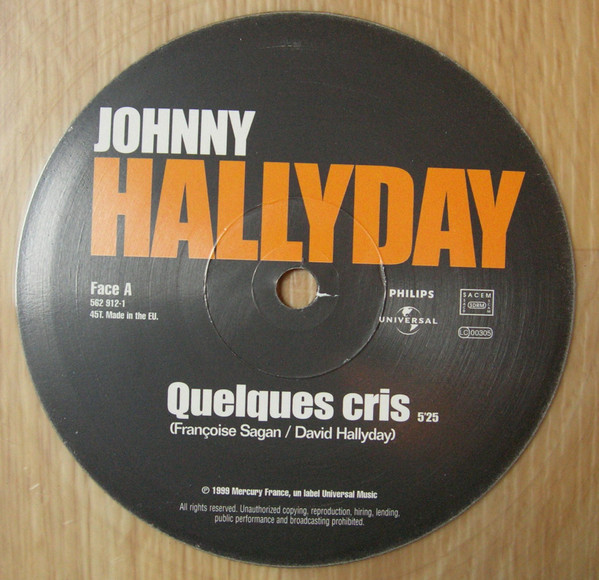 JOHNNY
HALLYDAY
Face A
562 912-1
45T. Made in the EU.
PHILIPS
UNIVERSAL
SACEM
SDRM
LC 00305
Quelques cris 5'25
(Françoise Sagan / David Hallyday)
℗ 1999 Mercury France, un label Universal Music
All rights reserved. Unauthorized copying, reproduction, hiring, lending,
public performance and broadcasting prohibited.